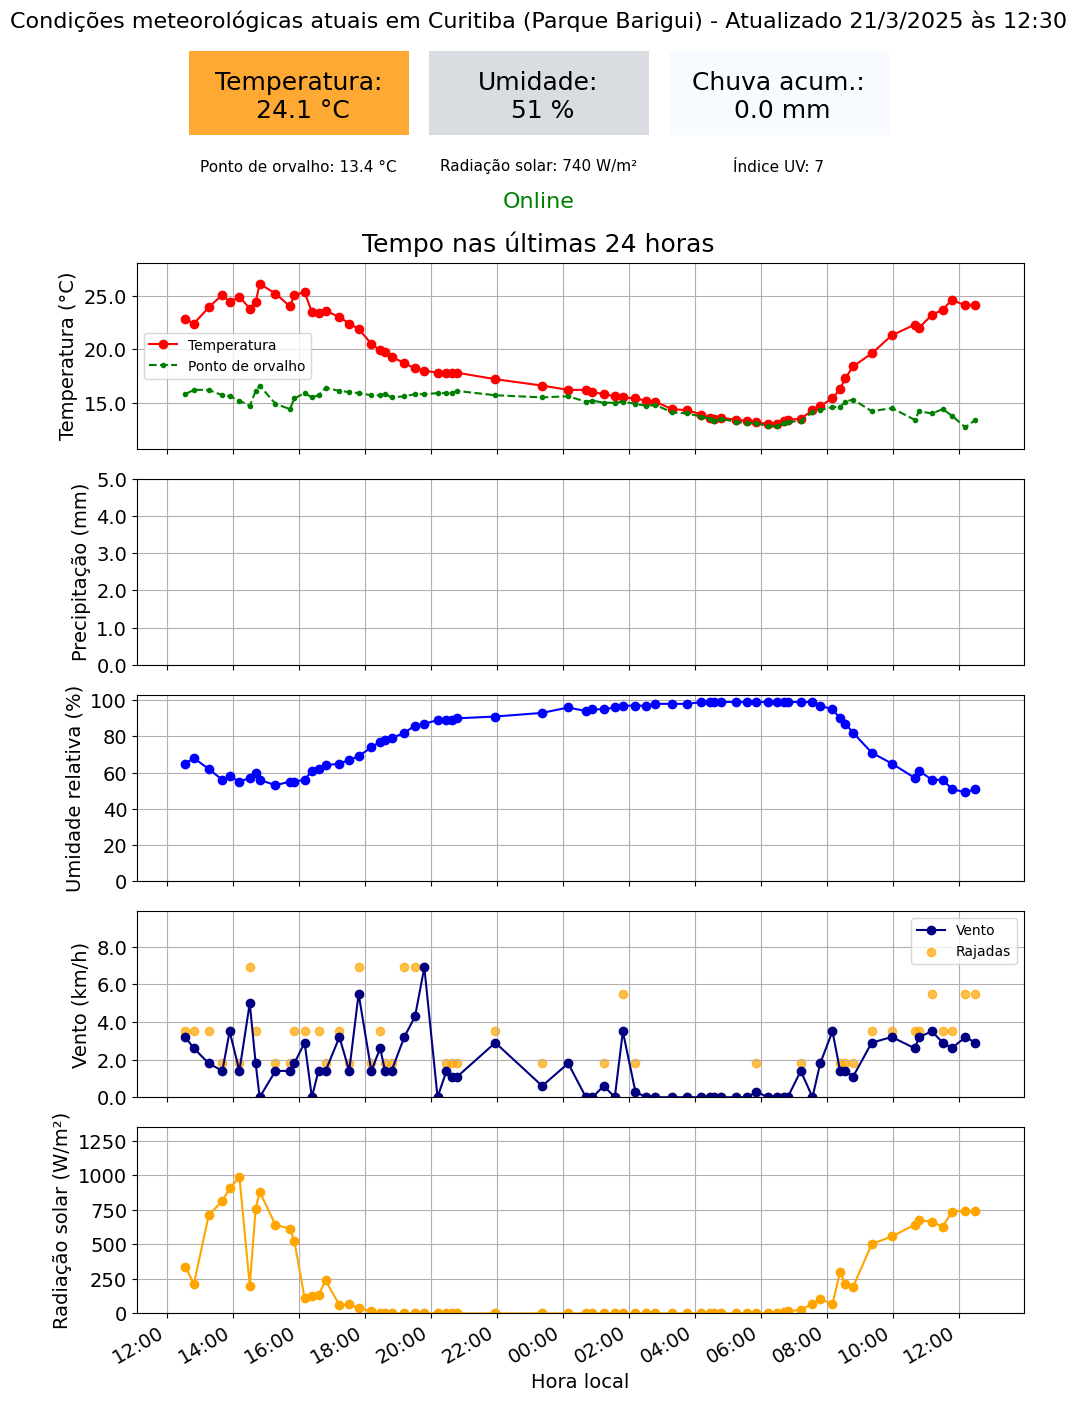 Condições meteorológicas atuais em Curitiba (Parque Barigui) - Atualizado 21/3/2025 às 12:30
Temperatura:
24.1 °C
Umidade:
51 %
Chuva acum.:
0.0 mm
Ponto de orvalho: 13.4 °C
Radiação solar: 740 W/m²
Índice UV: 7
Online
Tempo nas últimas 24 horas
Temperatura (°C)
25.0
20.0
15.0
Temperatura
Ponto de orvalho
Precipitação (mm)
5.0
4.0
3.0
2.0
1.0
0.0
Umidade relativa (%)
100
80
60
40
20
0
Vento (km/h)
8.0
6.0
4.0
2.0
0.0
Vento
Rajadas
Radiação solar (W/m²)
1250
1000
750
500
250
0
12:00
14:00
16:00
18:00
20:00
22:00
00:00
02:00
04:00
06:00
08:00
10:00
12:00
Hora local